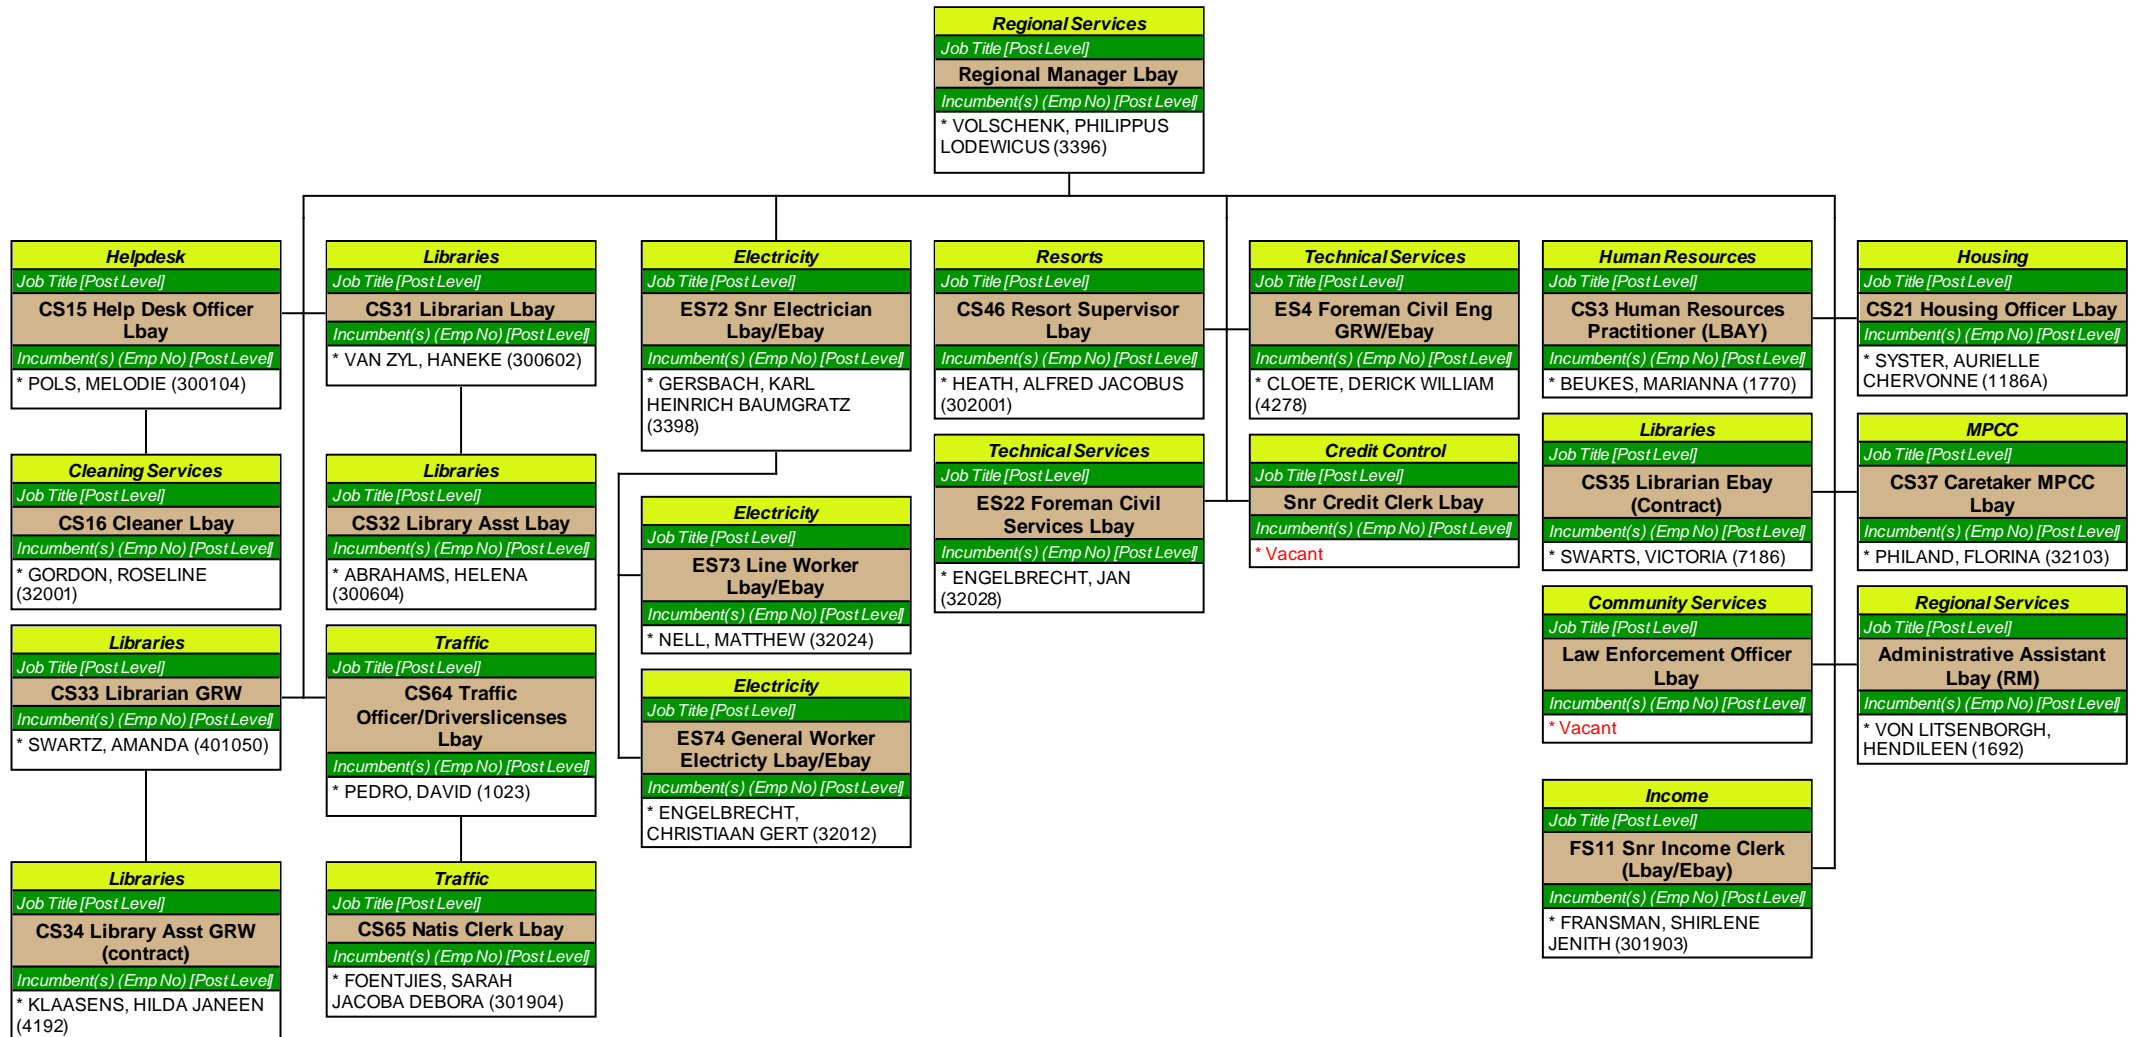 Regional Services
Job Title [Post Level]
Regional Manager Lbay
Incumbent(s) (Emp No) [Post Level]
* VOLSCHENK, PHILIPPUS
LODEWICUS (3396)
Helpdesk
Job Title [Post Level]
CS15 Help Desk Officer
Lbay
Incumbent(s) (Emp No) [Post Level]
* POLS, MELODIE (300104)
Libraries
Job Title [Post Level]
CS31 Librarian Lbay
Incumbent(s) (Emp No) [Post Level]
* VAN ZYL, HANEKE (300602)
Electricity
Job Title [Post Level]
ES72 Snr Electrician
Lbay/Ebay
Incumbent(s) (Emp No) [Post Level]
* GERSBACH, KARL
HEINRICH BAUMGRATZ
(3398)
Resorts
Job Title [Post Level]
CS46 Resort Supervisor
Lbay
Incumbent(s) (Emp No) [Post Level]
* HEATH, ALFRED JACOBUS
(302001)
Technical Services
Job Title [Post Level]
ES4 Foreman Civil Eng
GRW/Ebay
Incumbent(s) (Emp No) [Post Level]
* CLOETE, DERICK WILLIAM
(4278)
Human Resources
Job Title [Post Level]
CS3 Human Resources
Practitioner (LBAY)
Incumbent(s) (Emp No) [Post Level]
* BEUKES, MARIANNA (1770)
Housing
Job Title [Post Level]
CS21 Housing Officer Lbay
Incumbent(s) (Emp No) [Post Level]
* SYSTER, AURIELLE
CHERVONNE (1186A)
Cleaning Services
Job Title [Post Level]
CS16 Cleaner Lbay
Incumbent(s) (Emp No) [Post Level]
* GORDON, ROSELINE
(32001)
Libraries
Job Title [Post Level]
CS32 Library Asst Lbay
Incumbent(s) (Emp No) [Post Level]
* ABRAHAMS, HELENA
(300604)
Electricity
Job Title [Post Level]
ES73 Line Worker
Lbay/Ebay
Incumbent(s) (Emp No) [Post Level]
* NELL, MATTHEW (32024)
Technical Services
Job Title [Post Level]
ES22 Foreman Civil
Services Lbay
Incumbent(s) (Emp No) [Post Level]
* ENGELBRECHT, JAN
(32028)
Credit Control
Job Title [Post Level]
Snr Credit Clerk Lbay
Incumbent(s) (Emp No) [Post Level]
* Vacant
Libraries
Job Title [Post Level]
CS35 Librarian Ebay
(Contract)
Incumbent(s) (Emp No) [Post Level]
* SWARTS, VICTORIA (7186)
MPCC
Job Title [Post Level]
CS37 Caretaker MPCC
Lbay
Incumbent(s) (Emp No) [Post Level]
* PHILAND, FLORINA (32103)
Libraries
Job Title [Post Level]
CS33 Librarian GRW
Incumbent(s) (Emp No) [Post Level]
* SWARTZ, AMANDA (401050)
Traffic
Job Title [Post Level]
CS64 Traffic
Officer/Driverslicenses
Lbay
Incumbent(s) (Emp No) [Post Level]
* PEDRO, DAVID (1023)
Electricity
Job Title [Post Level]
ES74 General Worker
Electricty Lbay/Ebay
Incumbent(s) (Emp No) [Post Level]
* ENGELBRECHT,
CHRISTIAAN GERT (32012)
Community Services
Job Title [Post Level]
Law Enforcement Officer
Lbay
Incumbent(s) (Emp No) [Post Level]
* Vacant
Regional Services
Job Title [Post Level]
Administrative Assistant
Lbay (RM)
Incumbent(s) (Emp No) [Post Level]
* VON LITSENBORGH,
HENDILEEN (1692)
Income
Job Title [Post Level]
FS11 Snr Income Clerk
(Lbay/Ebay)
Incumbent(s) (Emp No) [Post Level]
* FRANSMAN, SHIRLENE
JENITH (301903)
Libraries
Job Title [Post Level]
CS34 Library Asst GRW
(contract)
Incumbent(s) (Emp No) [Post Level]
* KLAASENS, HILDA JANEEN
(4192)
Traffic
Job Title [Post Level]
CS65 Natis Clerk Lbay
Incumbent(s) (Emp No) [Post Level]
* FOENTJIES, SARAH
JACOBA DEBORA (301904)